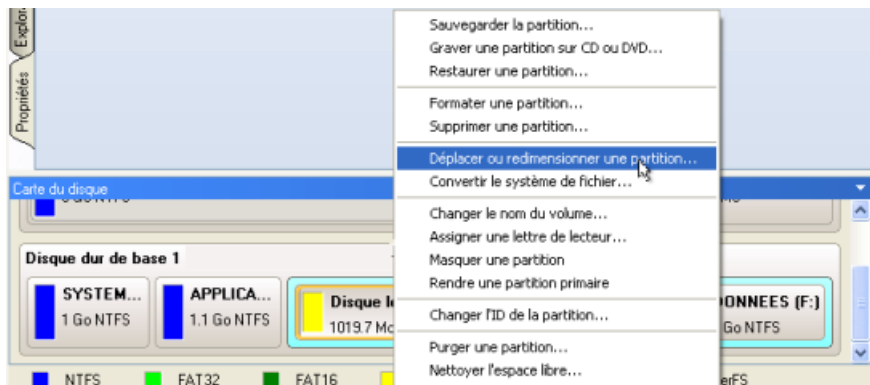 Explor
Propriétés
Sauvegarder la partition...
Graver une partition sur CD ou DVD...
Restaurer une partition...
Formater une partition...
Supprimer une partition...
Déplacer ou redimensionner une partition...
Convertir le système de fichier...
Changer le nom du volume...
Assigner une lettre de lecteur...
Masquer une partition
Rendre une partition primaire
Changer l'ID de la partition...
Purger une partition...
Nettoyer l'espace libre...
Carte du disque
Disque dur de base 1
SYSTEM...
1 Go NTFS
APPLICA...
1.1 Go NTFS
Disque lo
1019.7 Mo
DONNEES (F:)
Go NTFS
NTFS
FAT32
FAT16
erFS